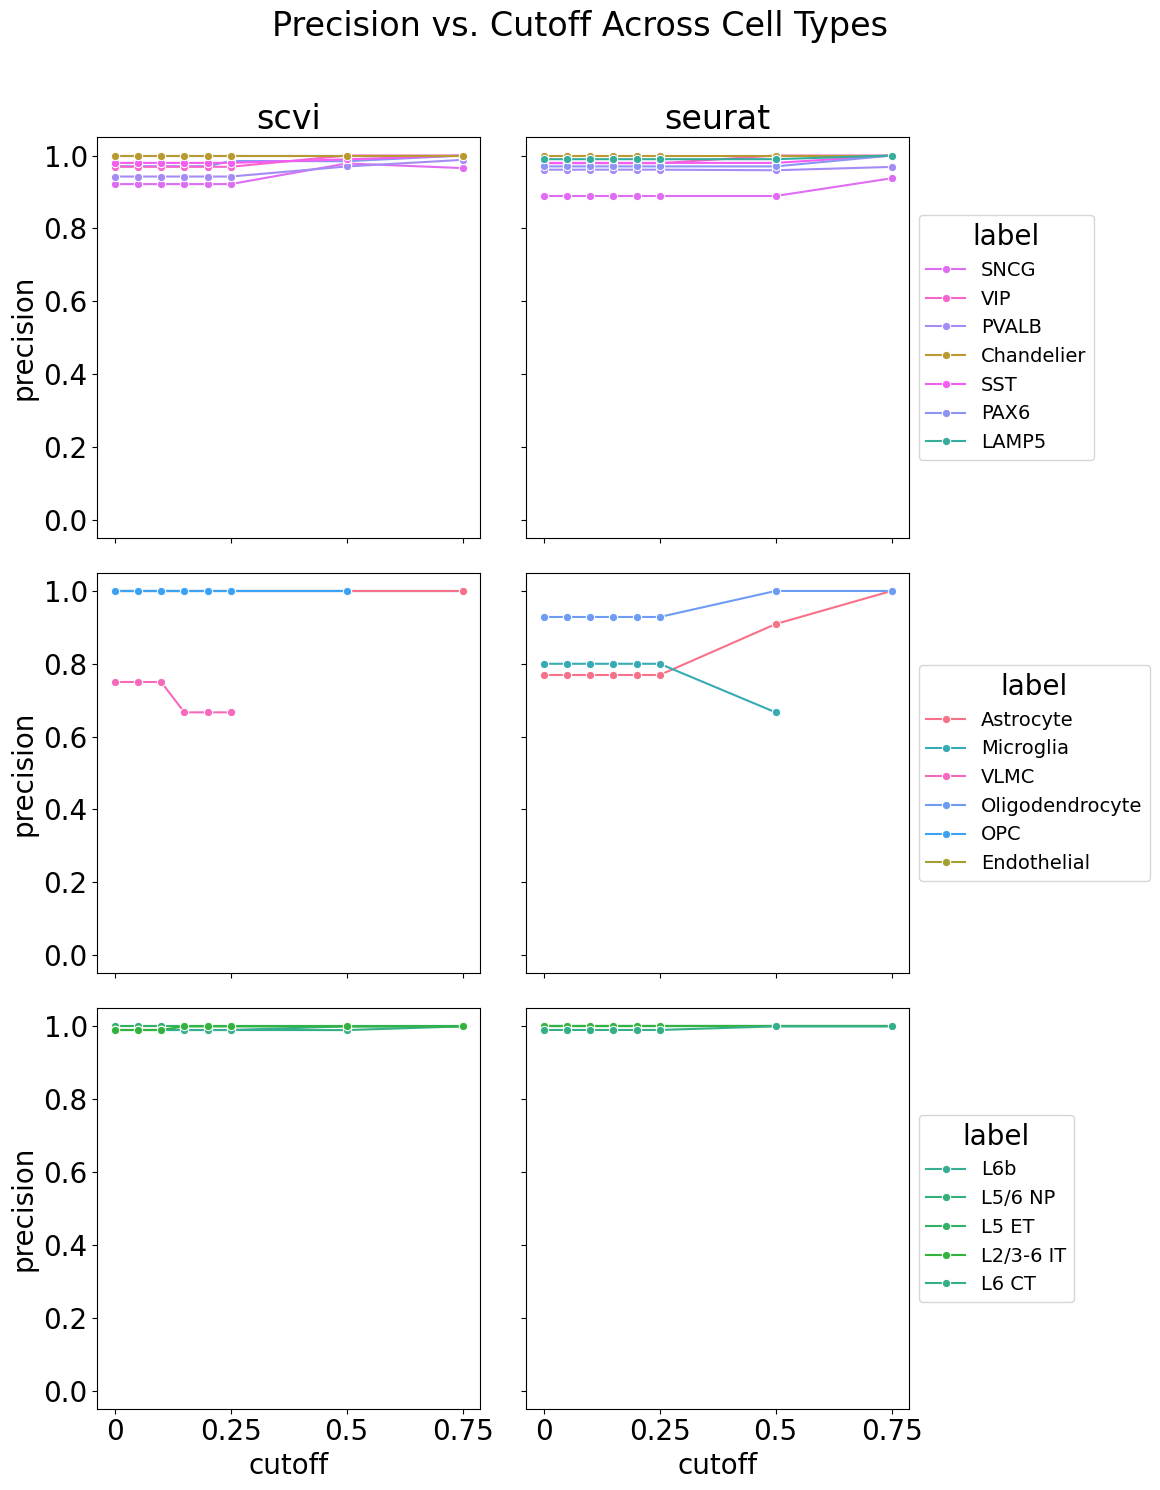 Precision vs. Cutoff Across Cell Types
scvi
seurat
precision
1.0
0.8
0.6
0.4
0.2
0.0
label
SNCG
VIP
PVALB
Chandelier
SST
PAX6
LAMP5
precision
1.0
0.8
0.6
0.4
0.2
0.0
label
Astrocyte
Microglia
VLMC
Oligodendrocyte
OPC
Endothelial
precision
1.0
0.8
0.6
0.4
0.2
0.0
label
L6b
L5/6 NP
L5 ET
L2/3-6 IT
L6 CT
0 0.25 0.5 0.75
cutoff
0 0.25 0.5 0.75
cutoff